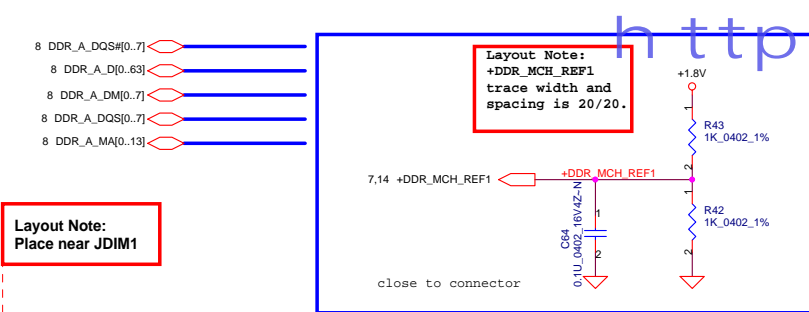 http
8 DDR_A_DQS#[0..7]
8 DDR_A_D[0..63]
8 DDR_A_DM[0..7]
8 DDR_A_DQS[0..7]
8 DDR_A_MA[0..13]
Layout Note:
+DDR_MCH_REF1
trace width and
spacing is 20/20.
+1.8V
1
R43
1K_0402_1%
2
7,14 +DDR_MCH_REF1
+DDR_MCH_REF1
1
R42
1K_0402_1%
2
1
C64
0.1U_0402_16V4Z~N
2
Layout Note:
Place near JDIM1
close to connector